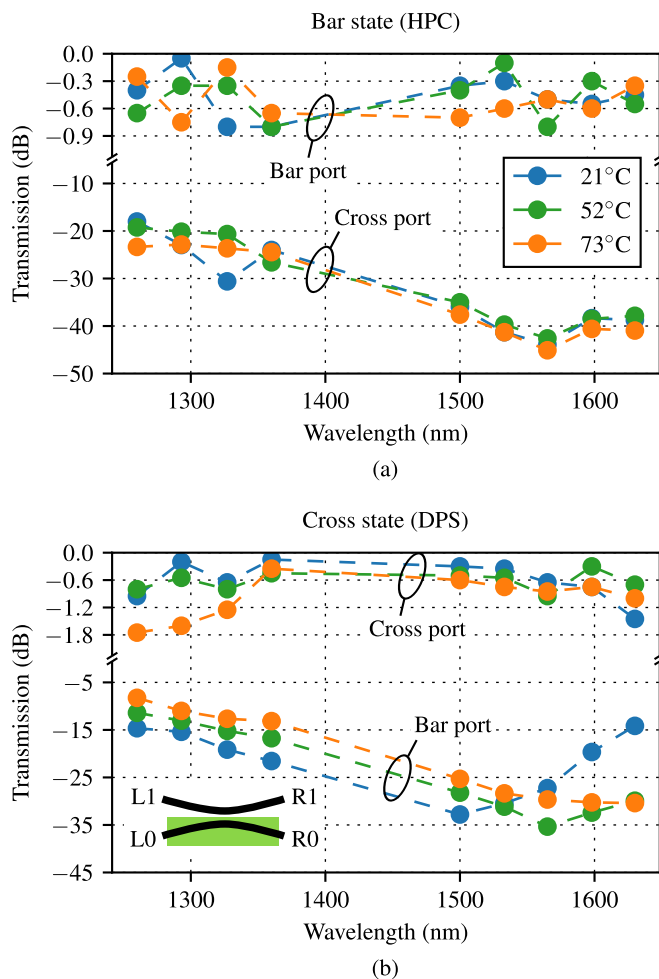 Bar state (HPC)
0.0
−0.3
−0.6
−0.9
−10
−20
−30
−40
−50
Transmission (dB)
Bar port
Cross port
21°C
52°C
73°C
1300 1400 1500 1600
Wavelength (nm)
(a)
Cross state (DPS)
0.0
−0.6
−1.2
−1.8
−5
−15
−25
−35
−45
Transmission (dB)
Cross port
Bar port
L1 R1
L0 R0
1300 1400 1500 1600
Wavelength (nm)
(b)